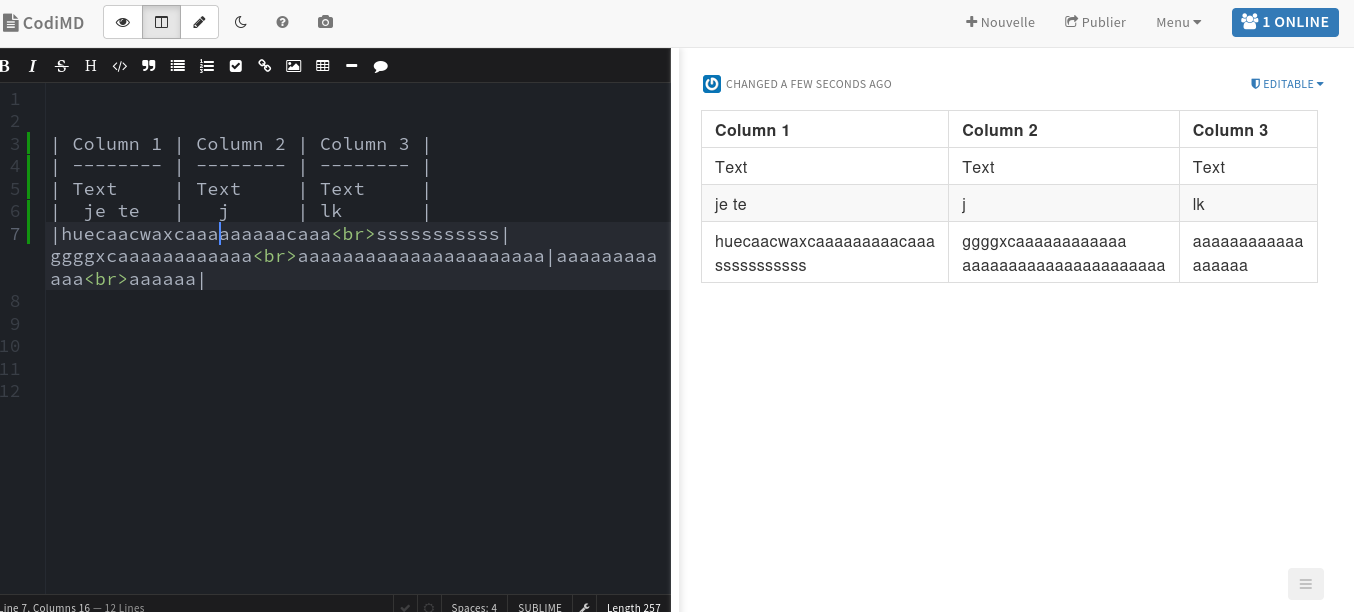 CodiMD
Nouvelle
Publier
Menu
1 ONLINE
B I S H </>
1
2
3 | Column 1 | Column 2 | Column 3 |
4 | -------- | -------- | -------- |
5 | Text     | Text     | Text     |
6 |  je te   |   j      | lk       |
7 |huecaacwaxcaaaaaaaaacaaa<br>sssssssssss|
ggggxcaaaaaaaaaaaa<br>aaaaaaaaaaaaaaaaaaaaaa|aaaaaaaaa
aaa<br>aaaaaa|
8
9
10
11
12
Line 7, Columns 16 — 12 Lines
Spaces: 4
SUBLIME
Length 257
CHANGED A FEW SECONDS AGO
EDITABLE
Column 1 Column 2 Column 3
Text Text Text
je te j lk
huecaacwaxcaaaaaaaaacaaa ggggxcaaaaaaaaaaaa aaaaaaaaaaaa
sssssssssss aaaaaaaaaaaaaaaaaaaaaa aaaaaa